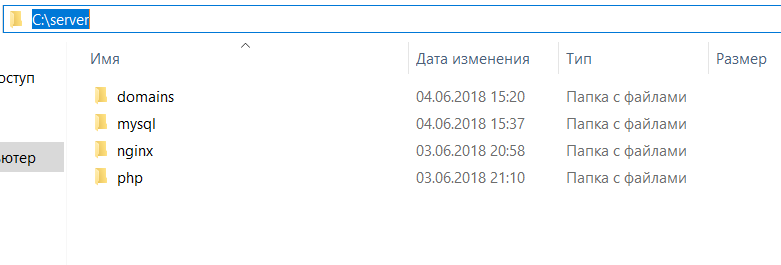 C:\server
Имя Дата изменения Тип Размер
оступ
domains 04.06.2018 15:20 Папка с файлами
mysql 04.06.2018 15:37 Папка с файлами
ьютер nginx 03.06.2018 20:58 Папка с файлами
php 03.06.2018 21:10 Папка с файлами